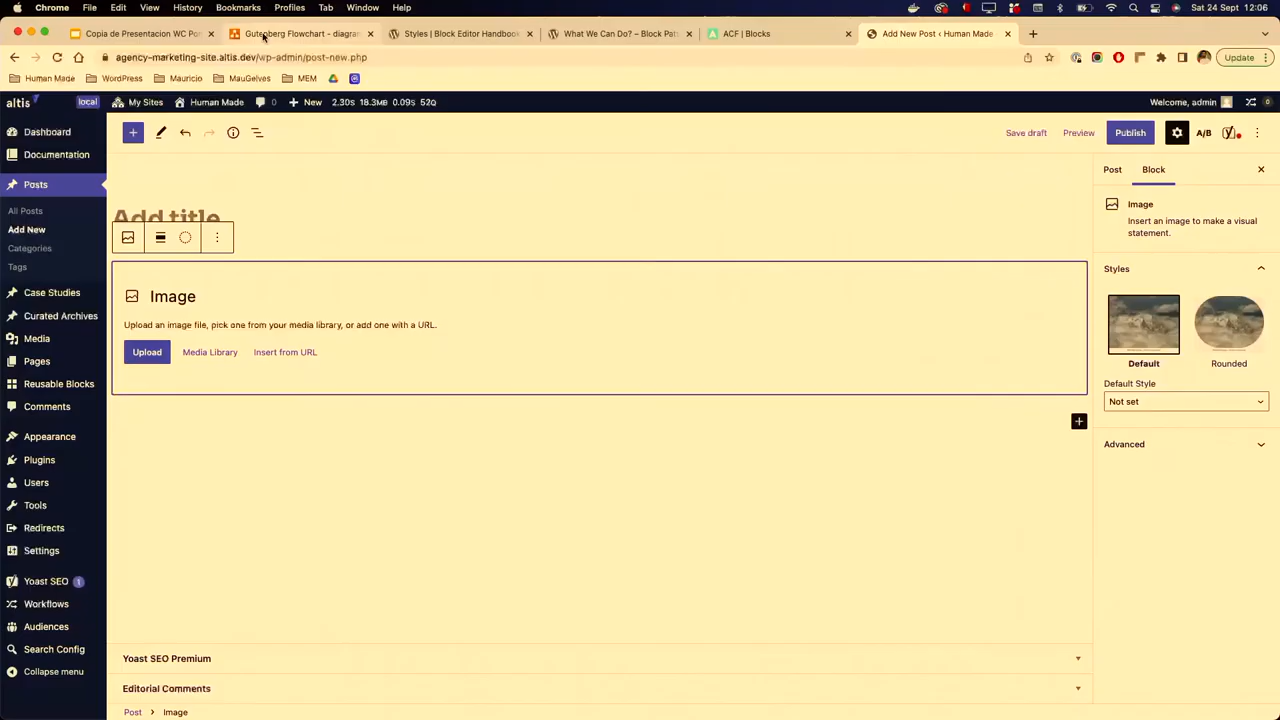 Chrome File Edit View History Bookmarks Profiles Tab Window Help Sat 24 Sept 12:06
Copia de Presentacion WC Por
Gutenberg Flowchart - diagram
Styles | Block Editor Handbook
What We Can Do? – Block Pat
ACF | Blocks
Add New Post ‹ Human Made
agency-marketing-site.altis.dev/wp-admin/post-new.php
Update
Human Made WordPress Mauricio MauGelves MEM
altis local My Sites Human Made 0 New 2.30s 18.3MB 0.09s 52Q Welcome, admin 0
Dashboard
Documentation
Posts
All Posts
Add New
Categories
Tags
Case Studies
Curated Archives
Media
Pages
Reusable Blocks
Comments
Appearance
Plugins
Users
Tools
Redirects
Settings
Yoast SEO 1
Workflows
Audiences
Search Config
Collapse menu
Save draft Preview Publish A/B
Add title
Image
Upload an image file, pick one from your media library, or add one with a URL.
Upload Media Library Insert from URL
Yoast SEO Premium
Editorial Comments
Post Image
Post Block
Image
Insert an image to make a visual
statement.
Styles
Default Rounded
Default Style
Not set
Advanced